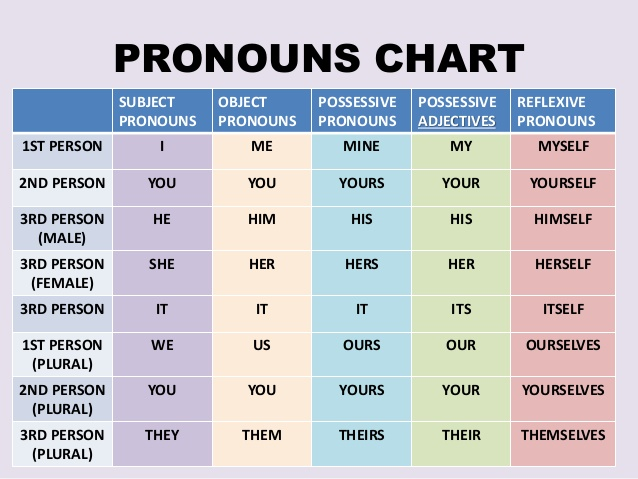 PRONOUNS CHART
SUBJECT PRONOUNS OBJECT PRONOUNS POSSESSIVE PRONOUNS POSSESSIVE ADJECTIVES REFLEXIVE PRONOUNS
1ST PERSON I ME MINE MY MYSELF
2ND PERSON YOU YOU YOURS YOUR YOURSELF
3RD PERSON (MALE) HE HIM HIS HIS HIMSELF
3RD PERSON (FEMALE) SHE HER HERS HER HERSELF
3RD PERSON IT IT IT ITS ITSELF
1ST PERSON (PLURAL) WE US OURS OUR OURSELVES
2ND PERSON (PLURAL) YOU YOU YOURS YOUR YOURSELVES
3RD PERSON (PLURAL) THEY THEM THEIRS THEIR THEMSELVES